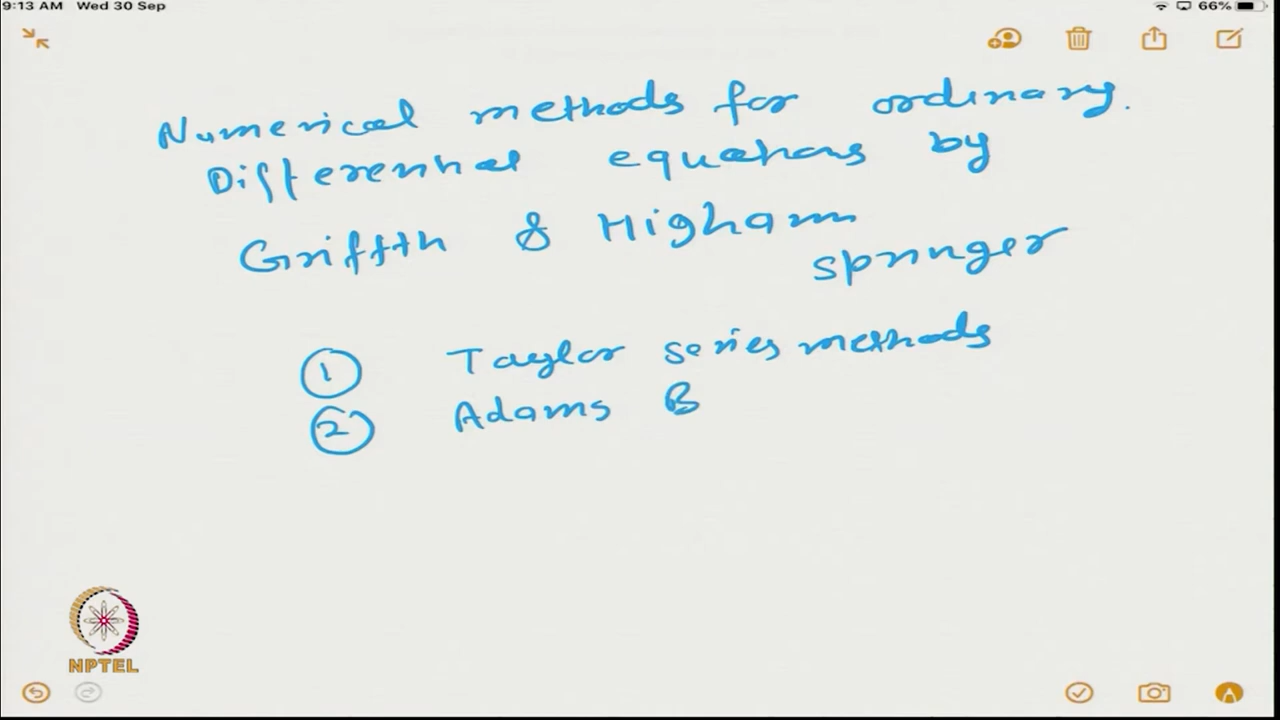 9:13 AM Wed 30 Sep
66%
Numerical methods for ordinary.
Differential equations by
Griffth & Higham
springer
1 Taylor series methods
2 Adams B
NPTEL